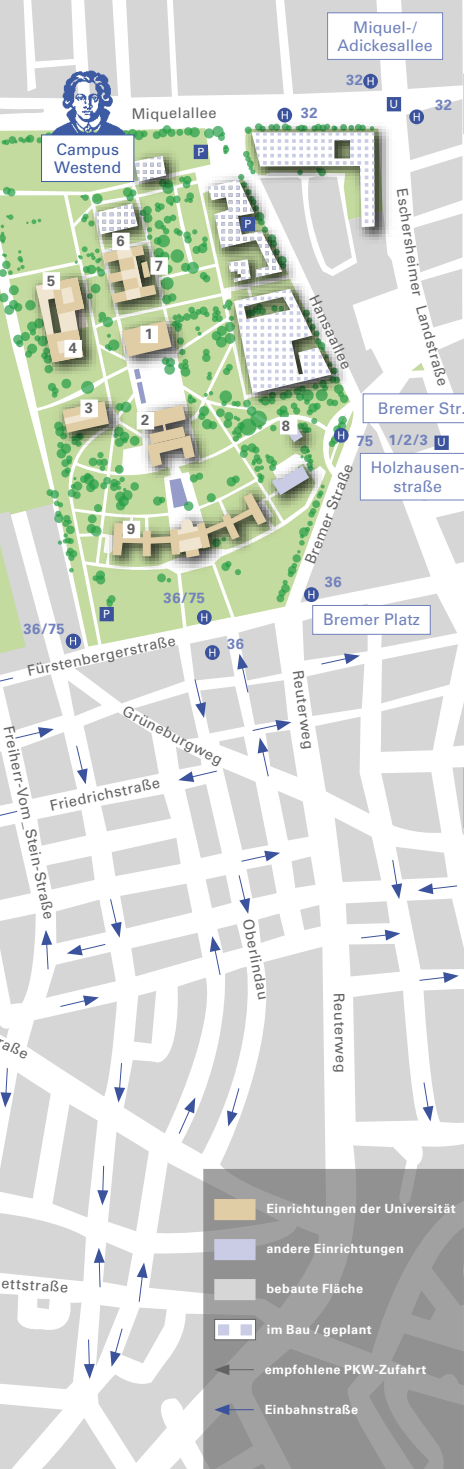 Miquel-/
Adickesallee
32
H
U
H
32
H
32
Miquelallee
P
Campus
Westend
P
Eschersheimer Landstraße
Hansaallee
6
7
5
4
1
3
2
8
9
Bremer Str.
H
75
1/2/3
U
Holzhausen-
straße
Bremer Straße
36
H
Bremer Platz
36/75
H
P
36/75
H
H
36
Fürstenbergerstraße
Reuterweg
Grüneburgweg
Freiherr-Vom_Stein-Straße
Friedrichstraße
Oberlindau
Reuterweg
raße
ettstraße
Einrichtungen der Universität
andere Einrichtungen
bebaute Fläche
im Bau / geplant
empfohlene PKW-Zufahrt
Einbahnstraße